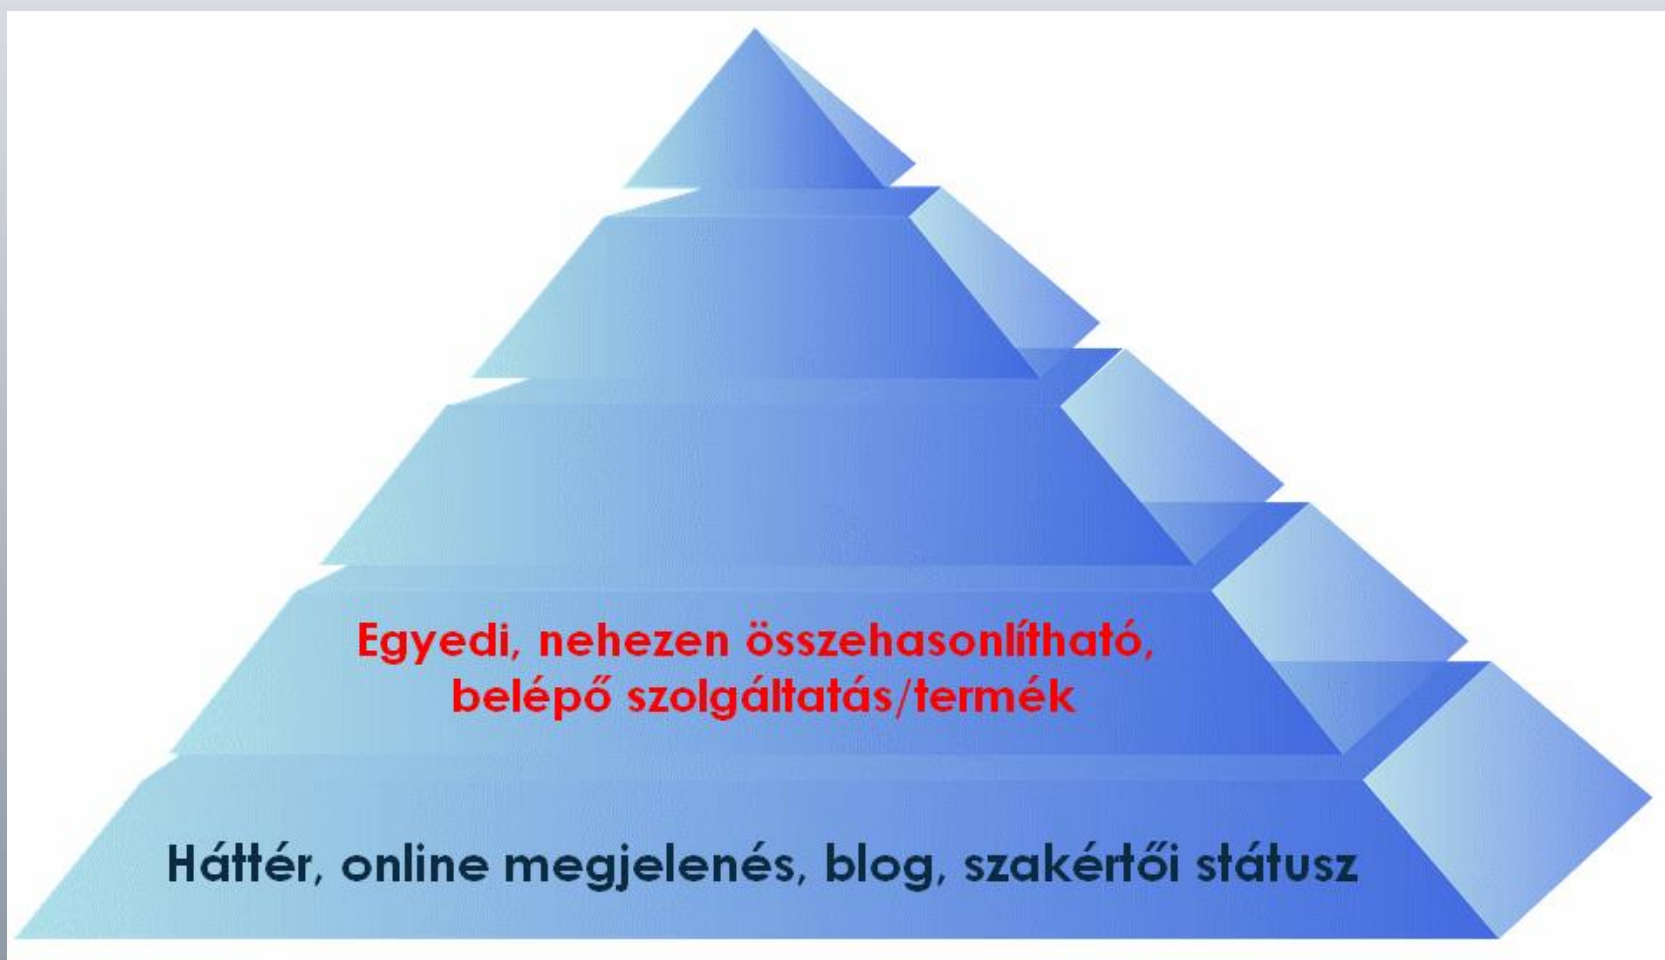 Egyedi, nehezen összehasonlítható,
belépő szolgáltatás/termék
Háttér, online megjelenés, blog, szakértői státusz